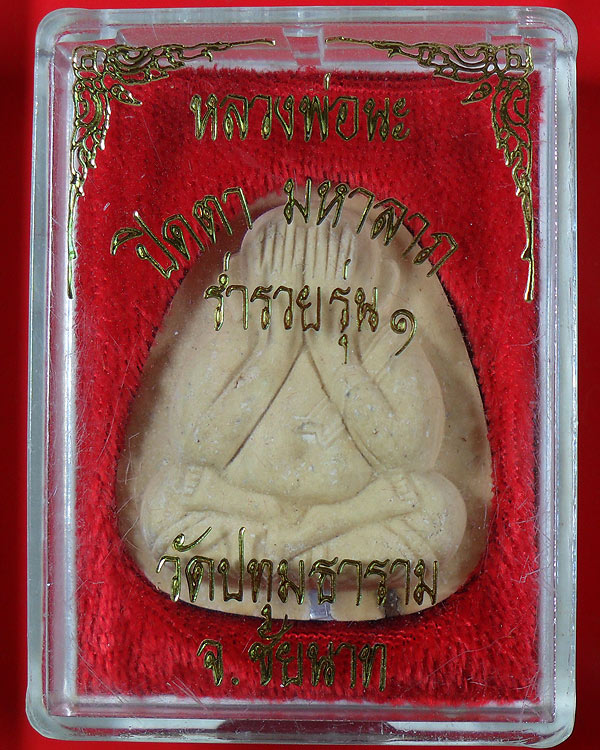 หลวงพ่อนะ
ปิดตา มหาลาภ
ร่ำรวยรุ่น ๑
วัดปทุมธาราม
จ.ชัยนาท